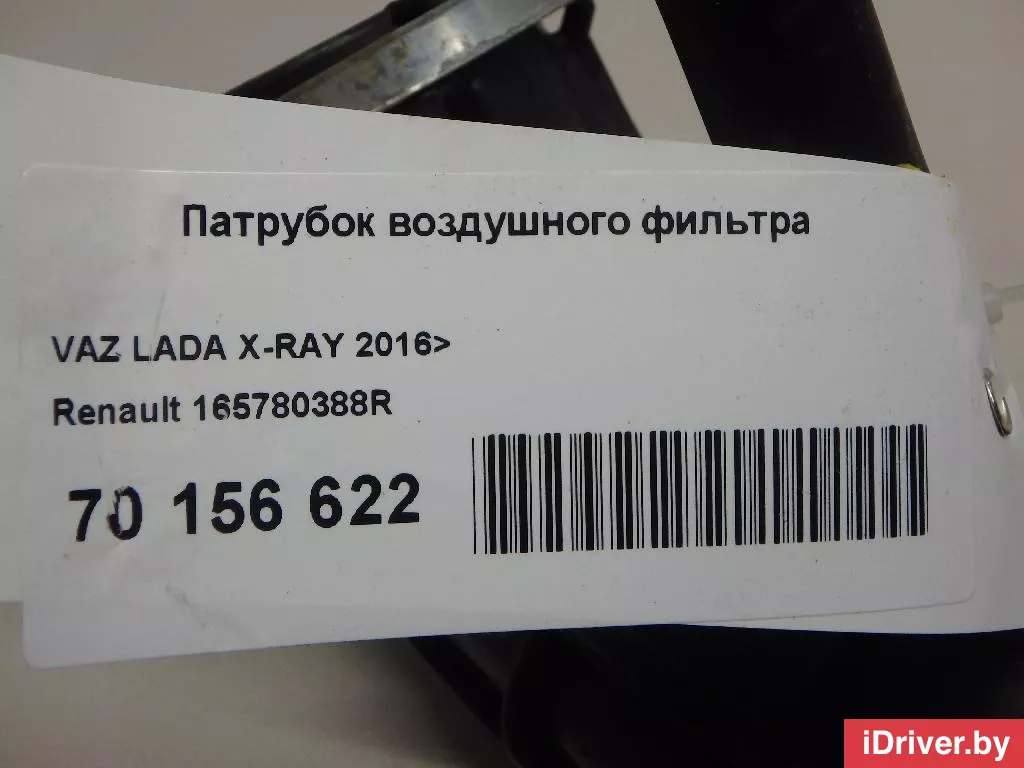 Патрубок воздушного фильтра
VAZ LADA X-RAY 2016>
Renault 165780388R
70 156 622
iDriver.by